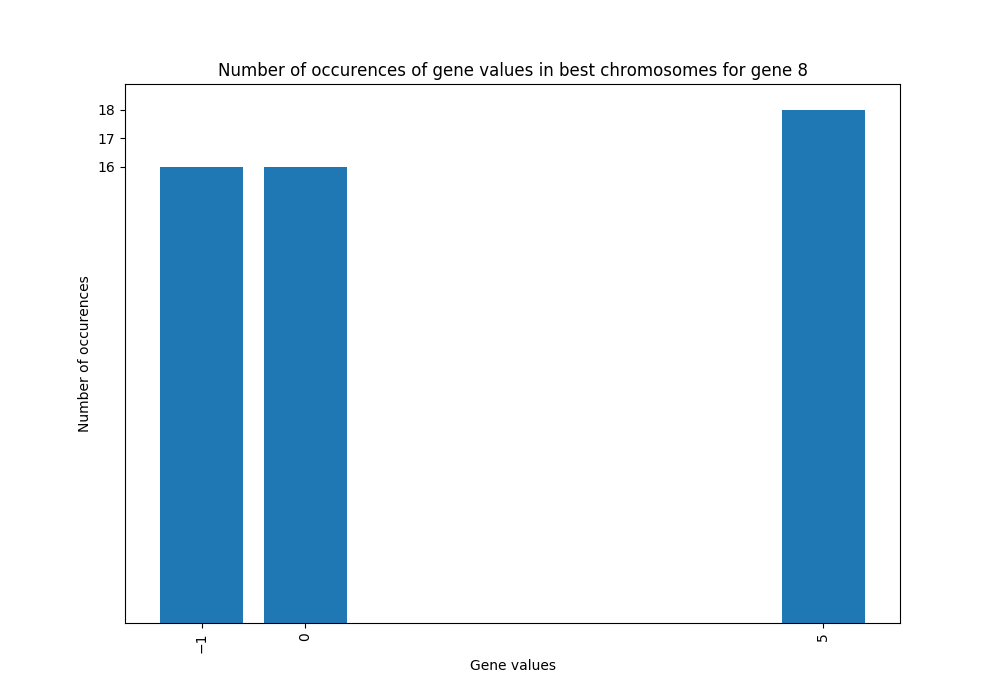 Number of occurences of gene values in best chromosomes for gene 8
18
17
16
Number of occurences
−1
0
5
Gene values